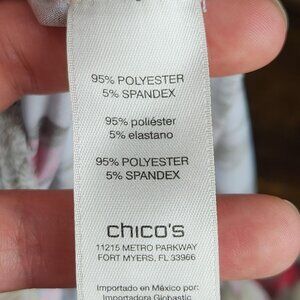 95% POLYESTER
5% SPANDEX
95% poliéster
5% elastano
95% POLYESTER
5% SPANDEX
chico's
11215 METRO PARKWAY
FORT MYERS, FL 33966
Importado en México por:
Importadora Globastic